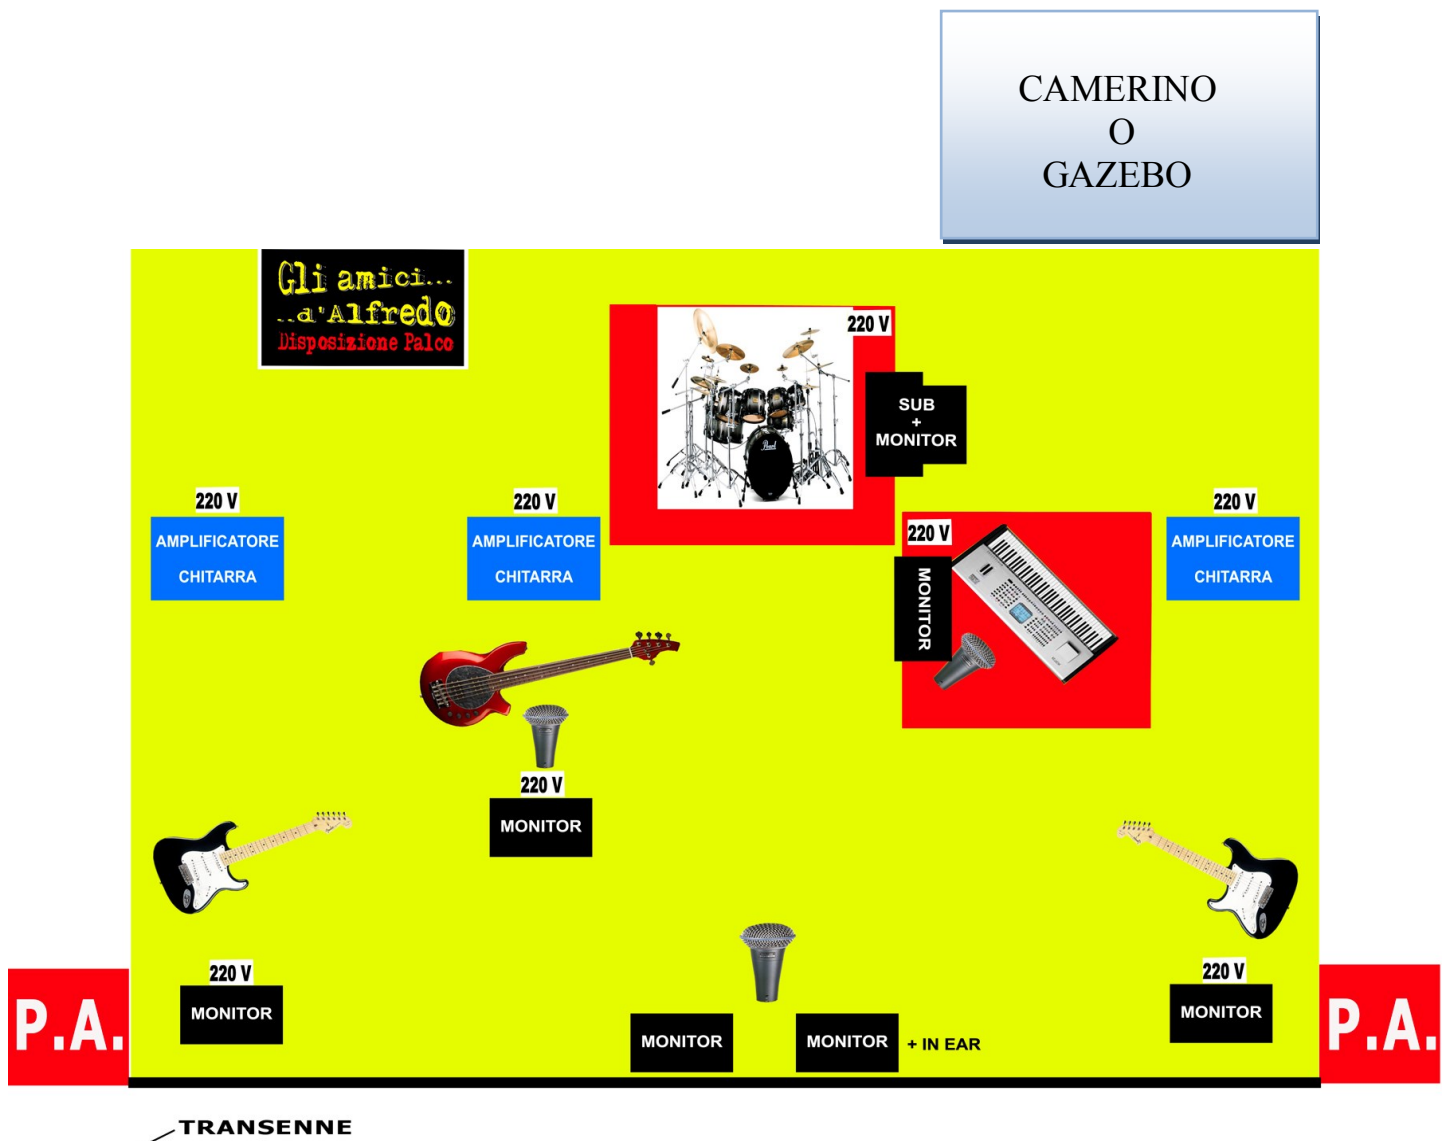 CAMERINO
O
GAZEBO
Gli amici...
..d'Alfredo
Disposizione Palco
220 V
SUB
+
MONITOR
220 V
AMPLIFICATORE
CHITARRA
220 V
AMPLIFICATORE
CHITARRA
220 V
MONITOR
220 V
AMPLIFICATORE
CHITARRA
220 V
MONITOR
220 V
MONITOR
MONITOR
MONITOR
+ IN EAR
220 V
MONITOR
P.A.
P.A.
TRANSENNE